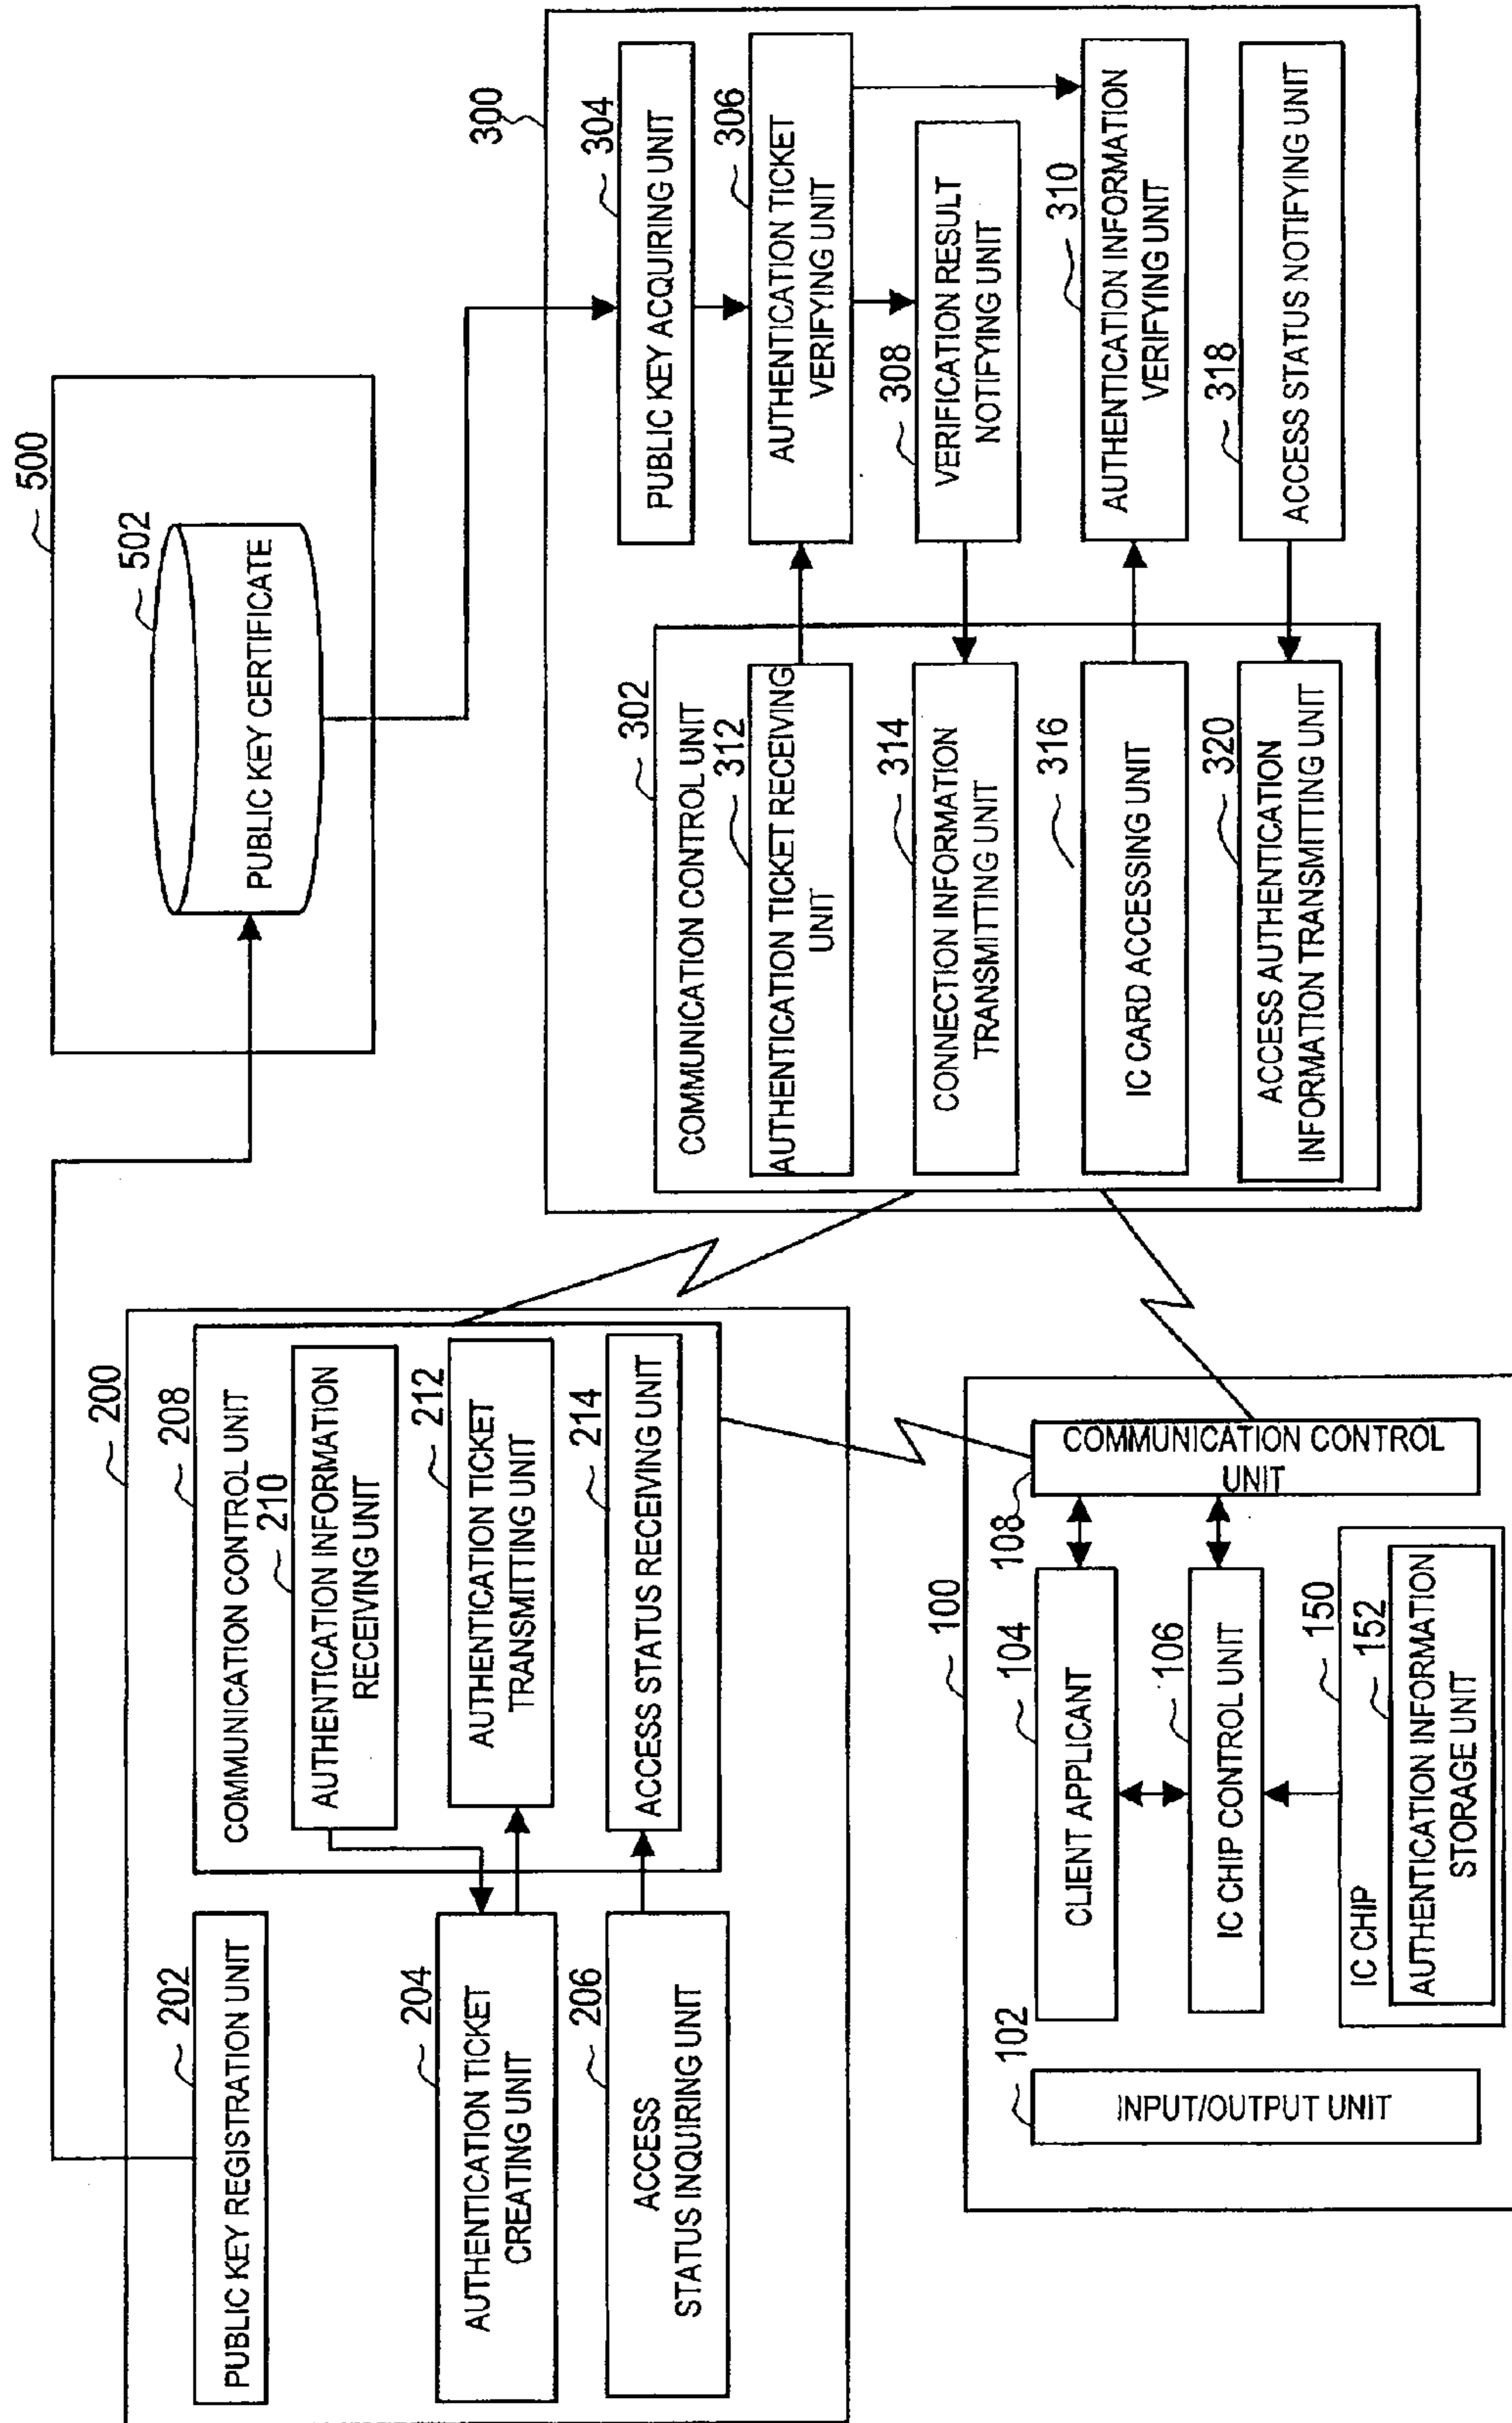 500
502
PUBLIC KEY CERTIFICATE
200
202
PUBLIC KEY REGISTRATION UNIT
204
AUTHENTICATION TICKET
CREATING UNIT
206
ACCESS
STATUS INQUIRING UNIT
208
COMMUNICATION CONTROL UNIT
210
AUTHENTICATION INFORMATION
RECEIVING UNIT
212
AUTHENTICATION TICKET
TRANSMITTING UNIT
214
ACCESS STATUS RECEIVING UNIT
300
302
COMMUNICATION CONTROL UNIT
312
AUTHENTICATION TICKET RECEIVING
UNIT
314
CONNECTION INFORMATION
TRANSMITTING UNIT
316
IC CARD ACCESSING UNIT
320
ACCESS AUTHENTICATION
INFORMATION TRANSMITTING UNIT
304
PUBLIC KEY ACQUIRING UNIT
306
AUTHENTICATION TICKET
VERIFYING UNIT
308
VERIFICATION RESULT
NOTIFYING UNIT
310
AUTHENTICATION INFORMATION
VERIFYING UNIT
318
ACCESS STATUS NOTIFYING UNIT
100
102
INPUT/OUTPUT UNIT
104
CLIENT APPLICANT
106
IC CHIP CONTROL UNIT
150
IC CHIP
152
AUTHENTICATION INFORMATION
STORAGE UNIT
108
COMMUNICATION CONTROL
UNIT